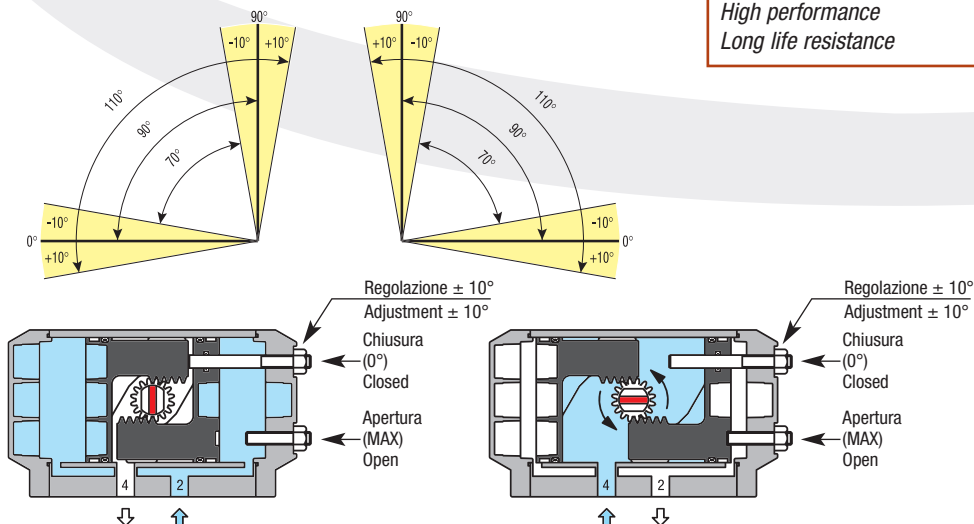 High performance
Long life resistance
90°
-10° +10°
110°
90°
70°
-10°
0°
+10°
90°
+10° -10°
110°
90°
70°
-10°
0°
+10°
Regolazione ± 10°
Adjustment ± 10°
Chiusura
(0°)
Closed
Apertura
(MAX)
Open
4 2
Regolazione ± 10°
Adjustment ± 10°
Chiusura
(0°)
Closed
Apertura
(MAX)
Open
4 2